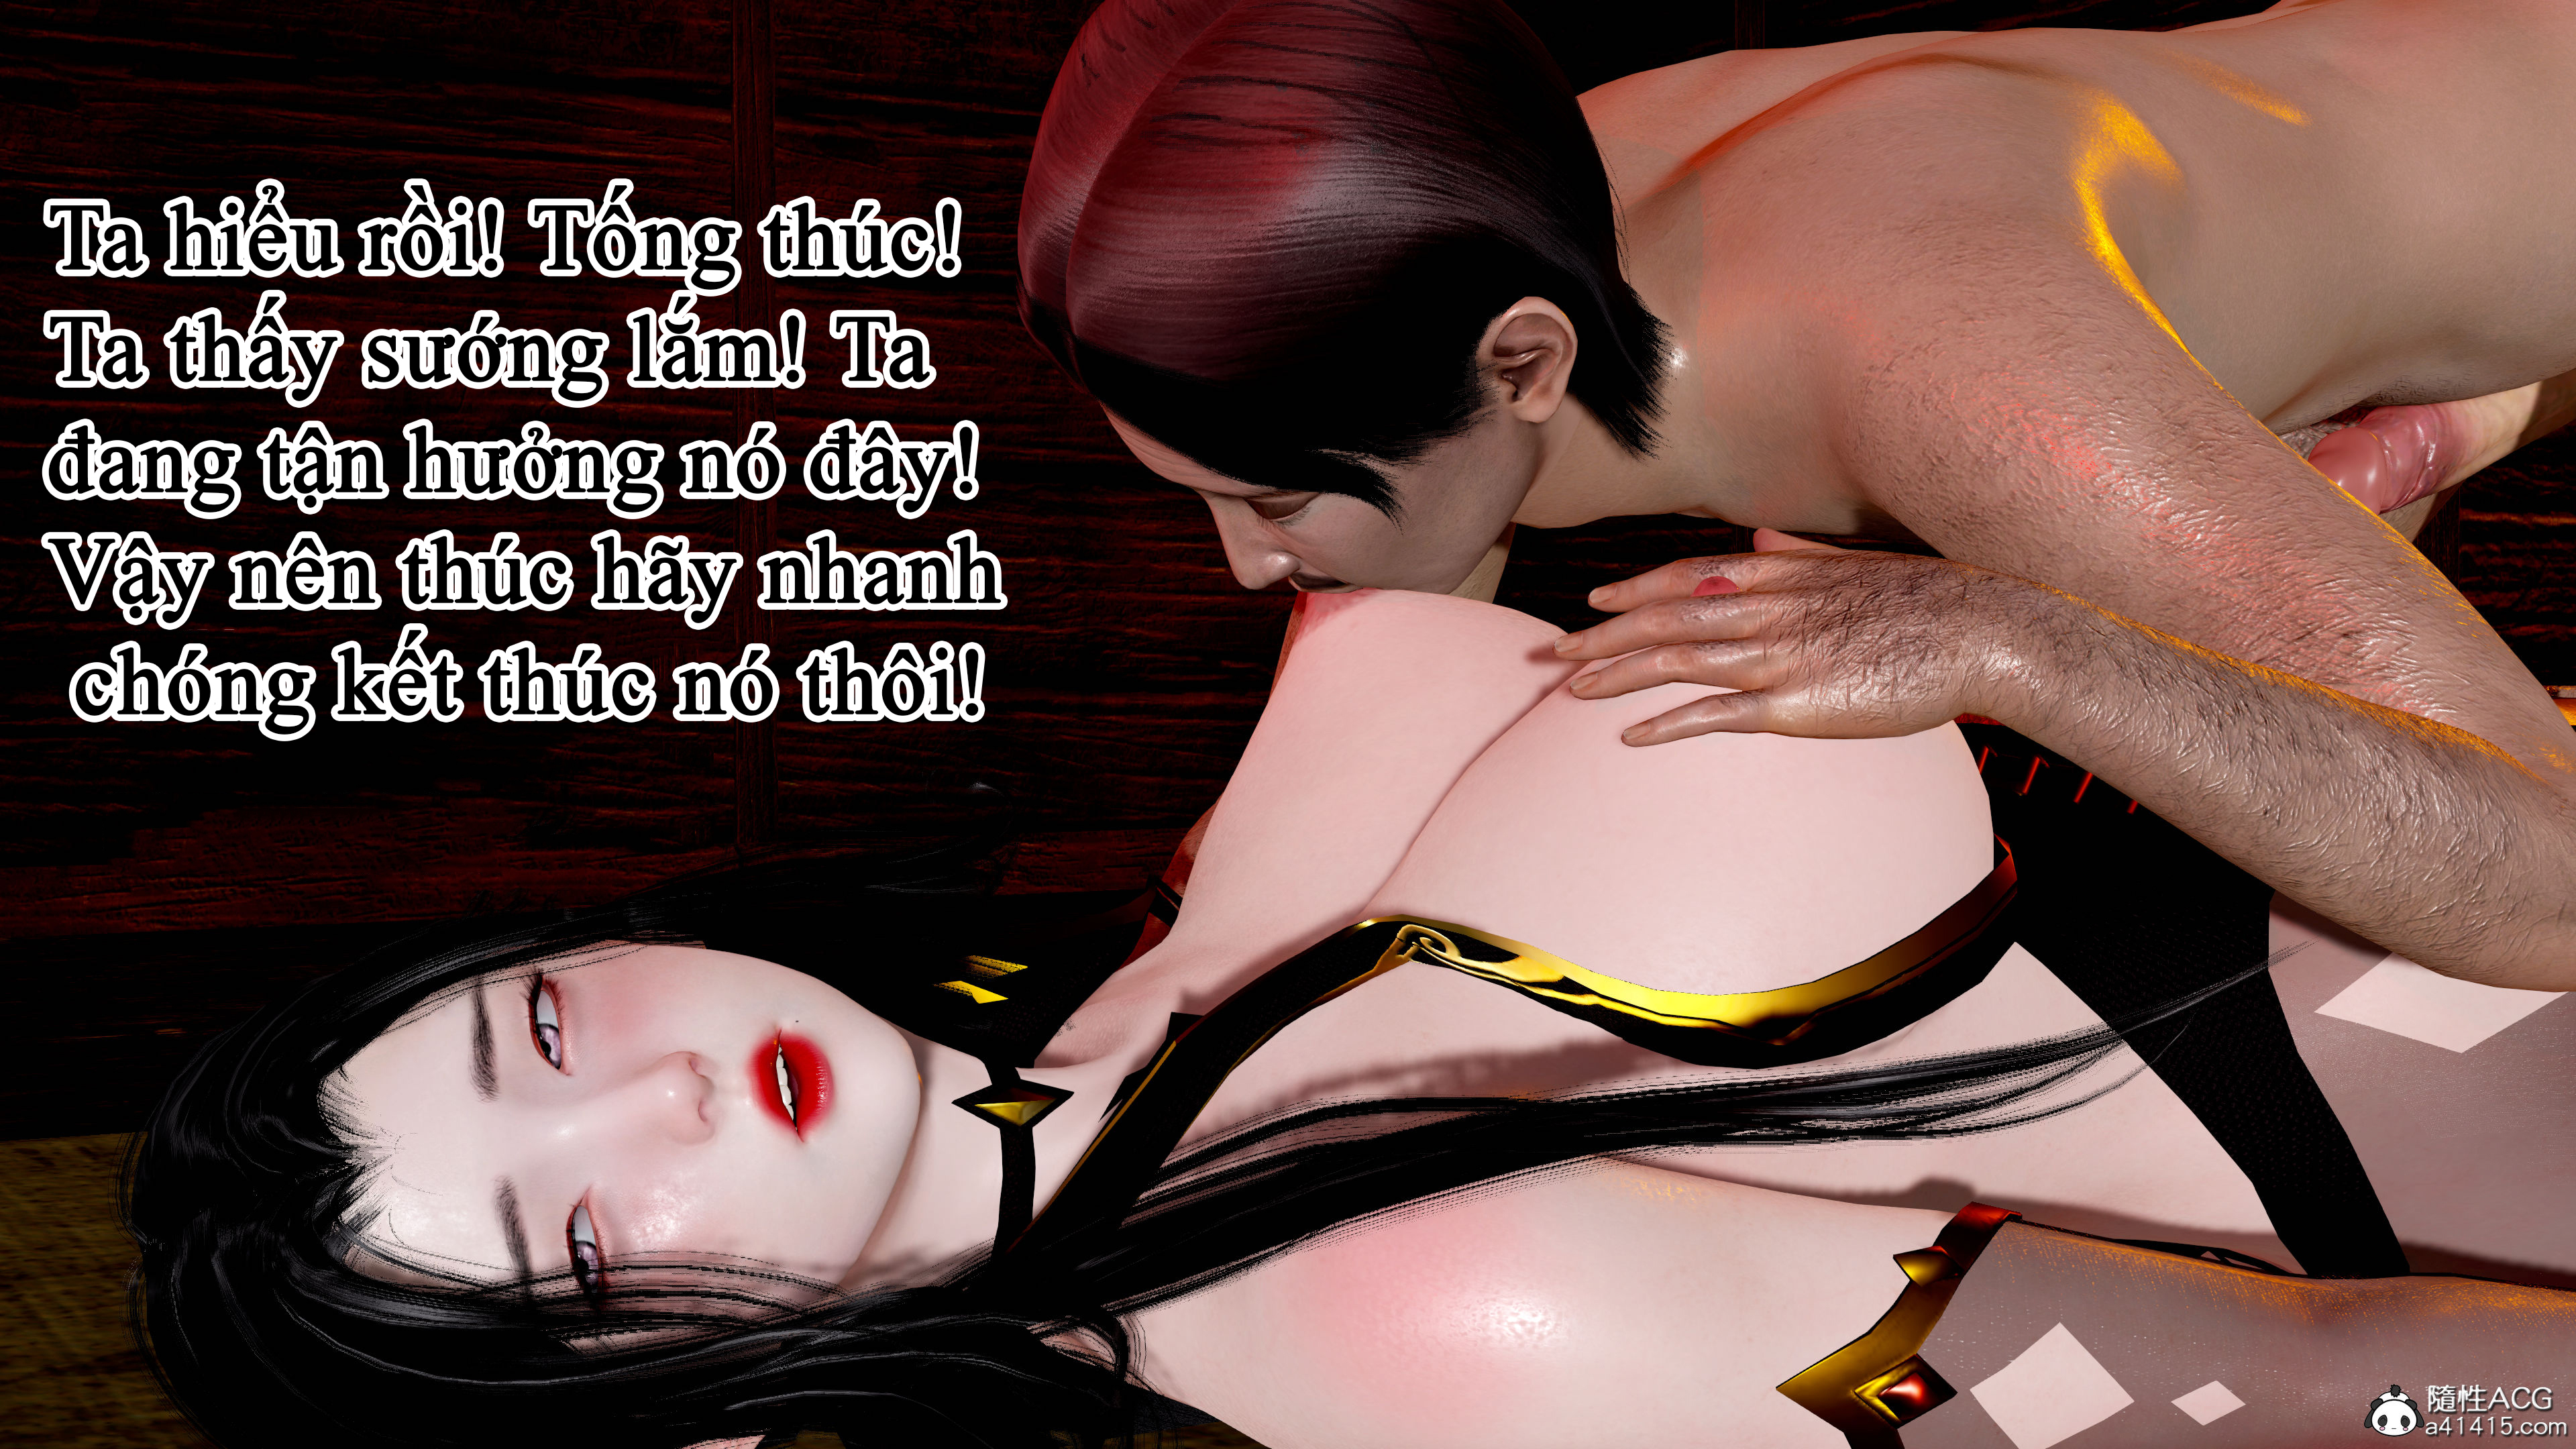 Ta hiểu rồi! Tống thúc!
Ta thấy sướng lắm! Ta
đang tận hưởng nó đây!
Vậy nên thúc hãy nhanh
chóng kết thúc nó thôi!
隨性ACG
a41415.com